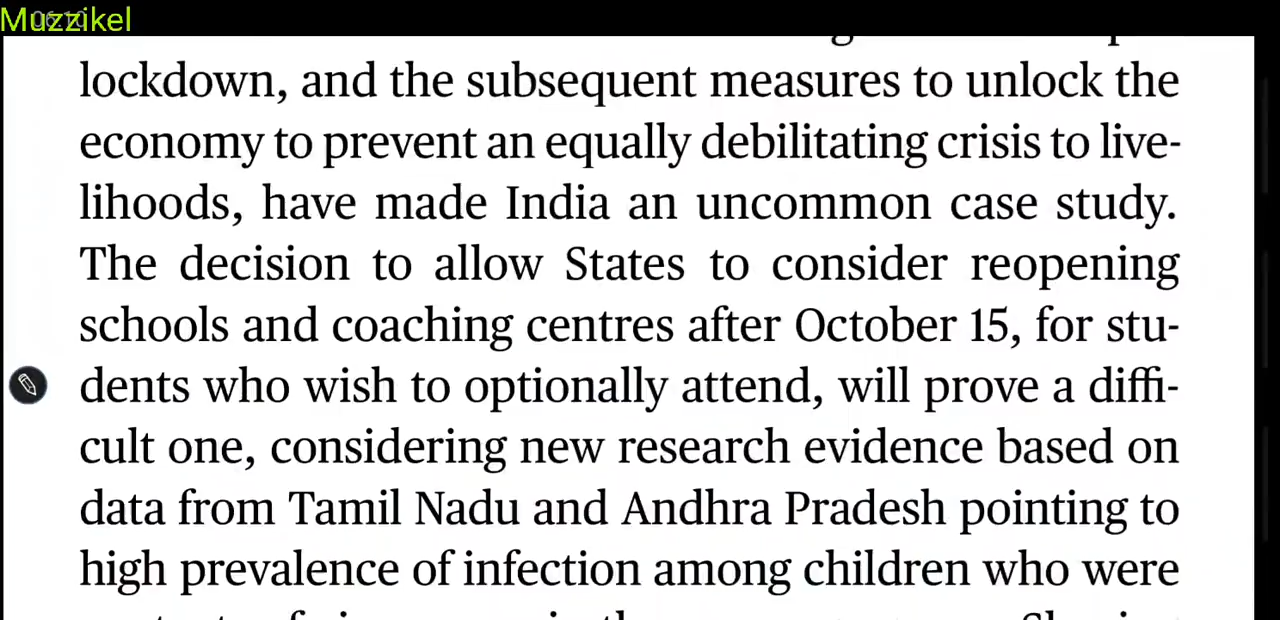 Muzzikel
lockdown, and the subsequent measures to unlock the
economy to prevent an equally debilitating crisis to live-
lihoods, have made India an uncommon case study.
The decision to allow States to consider reopening
schools and coaching centres after October 15, for stu-
dents who wish to optionally attend, will prove a diffi-
cult one, considering new research evidence based on
data from Tamil Nadu and Andhra Pradesh pointing to
high prevalence of infection among children who were